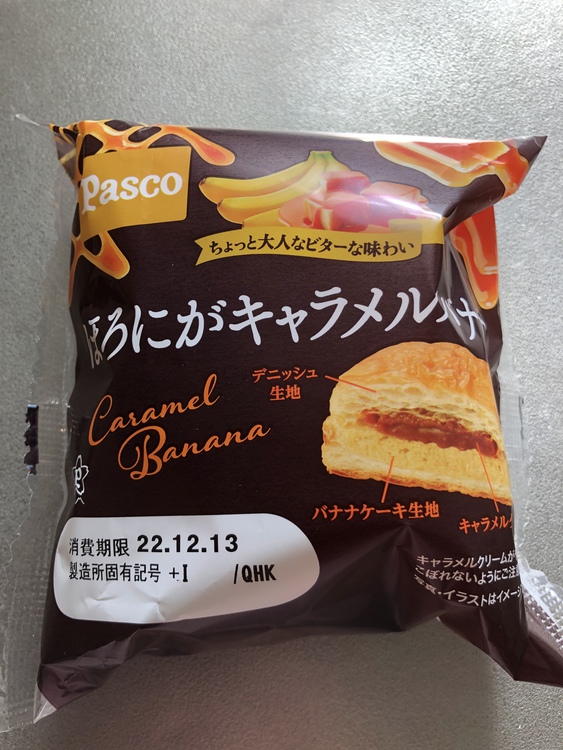 Pasco
ちょっと大人なビターな味わい
ほろにがキャラメルバナ
デニッシュ
生地
Caramel
Banana
バナナケーキ生地
キャラメルク
消費期限 22.12.13
製造所固有記号 +I /QHK
キャラメルクリームが
こぼれないようにご注
写真・イラストはイメージ